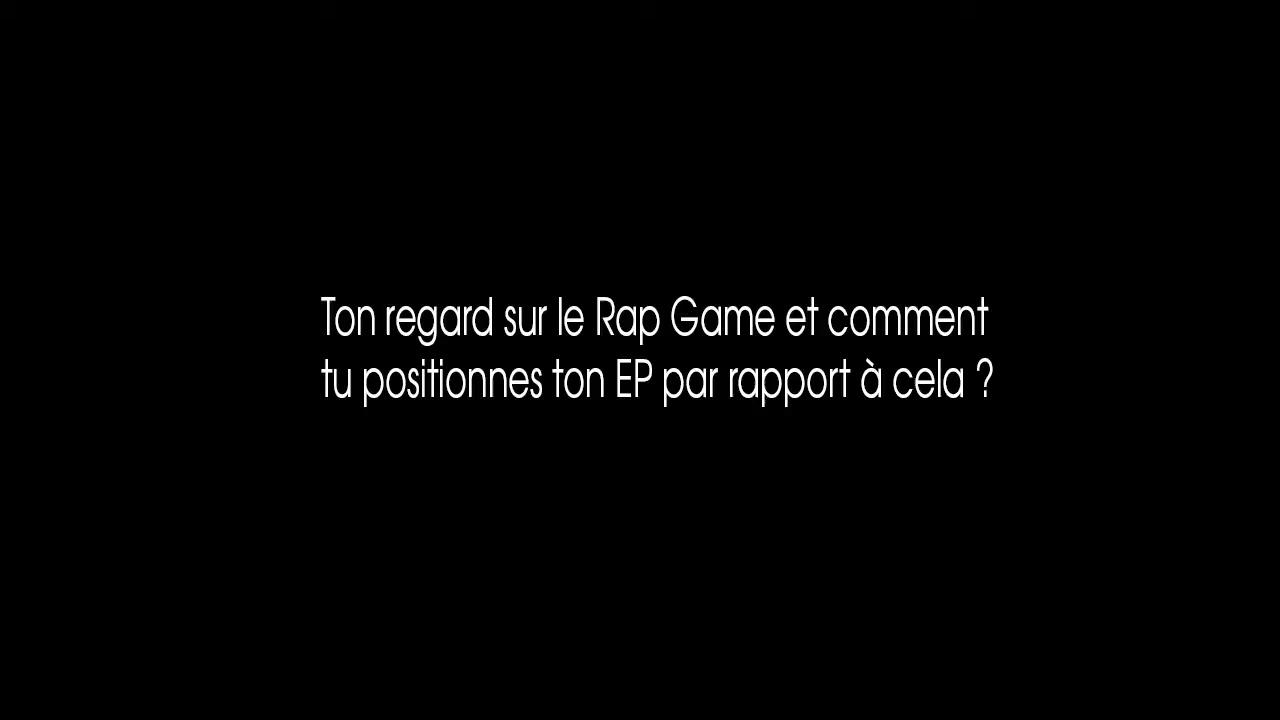 Ton regard sur le Rap Game et comment
tu positionnes ton EP par rapport à cela ?